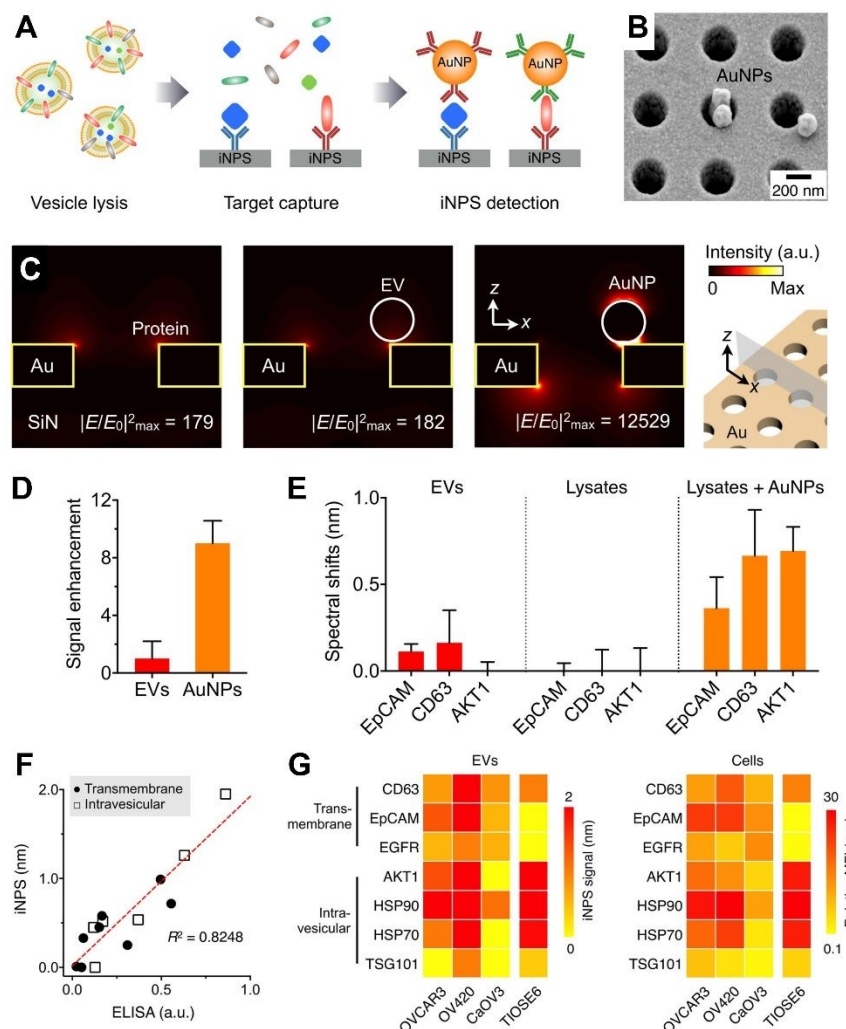 A
AuNP
AuNP
iNPS
iNPS
iNPS
iNPS
Vesicle lysis
Target capture
iNPS detection
B
AuNPs
200 nm
C
Protein
Au
SiN
|E/E₀|²max = 179
EV
Au
|E/E₀|²max = 182
z
x
AuNP
|E/E₀|²max = 12529
Intensity (a.u.)
0 Max
z
x
Au
D
Signal enhancement
12
8
4
0
EVs AuNPs
E
EVs Lysates Lysates + AuNPs
Spectral shifts (nm)
1.0
0.5
0.0
EpCAM CD63 AKT1 EpCAM CD63 AKT1 EpCAM CD63 AKT1
F
Transmembrane
Intravesicular
iNPS (nm)
2.0
1.0
0.0
R² = 0.8248
0.0 0.5 1.0
ELISA (a.u.)
G
EVs
Trans-
membrane
Intra-
vesicular
CD63
EpCAM
EGFR
AKT1
HSP90
HSP70
TSG101
OVCAR3 OV420 CaOV3 TIOSE6
2
iNPS signal (nm)
0
Cells
CD63
EpCAM
EGFR
AKT1
HSP90
HSP70
TSG101
OVCAR3 OV420 CaOV3 TIOSE6
30
0.1